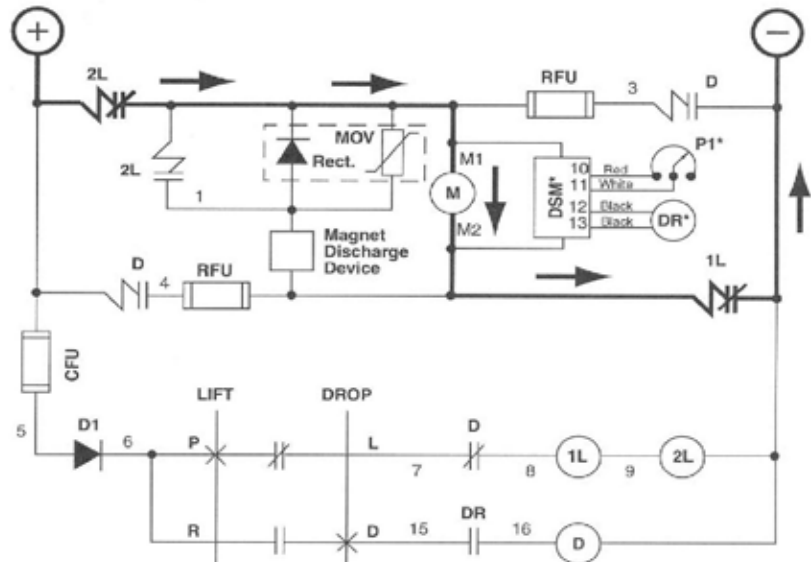 +
−
2L
RFU
3
D
MOV
P1*
2L
Rect.
M1
10
Red
11
White
DSM*
M
12
Black
13
Black
DR*
1
M2
Magnet
Discharge
Device
D
4
RFU
1L
CFU
LIFT
DROP
5
D1
6
P
L
7
D
8
1L
9
2L
R
D
15
DR
16
D